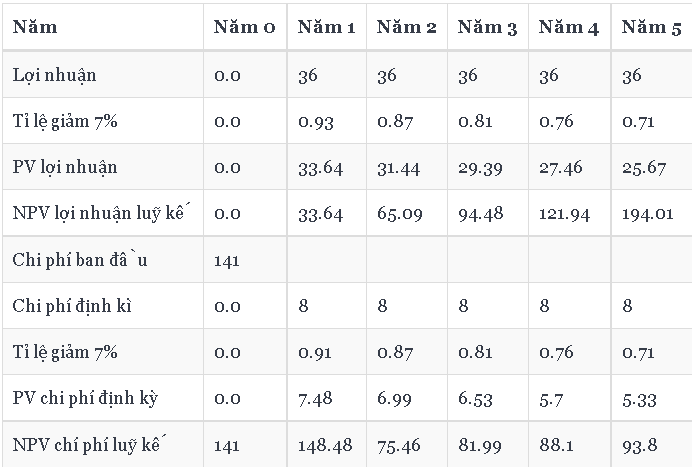 Năm Năm 0 Năm 1 Năm 2 Năm 3 Năm 4 Năm 5
Lợi nhuận 0.0 36 36 36 36 36
Tỉ lệ giảm 7% 0.0 0.93 0.87 0.81 0.76 0.71
PV lợi nhuận 0.0 33.64 31.44 29.39 27.46 25.67
NPV lợi nhuận luỹ kế 0.0 33.64 65.09 94.48 121.94 194.01
Chi phí ban đầu 141
Chi phí định kì 0.0 8 8 8 8 8
Tỉ lệ giảm 7% 0.0 0.91 0.87 0.81 0.76 0.71
PV chi phí định kỳ 0.0 7.48 6.99 6.53 5.7 5.33
NPV chí phí luỹ kế 141 148.48 75.46 81.99 88.1 93.8